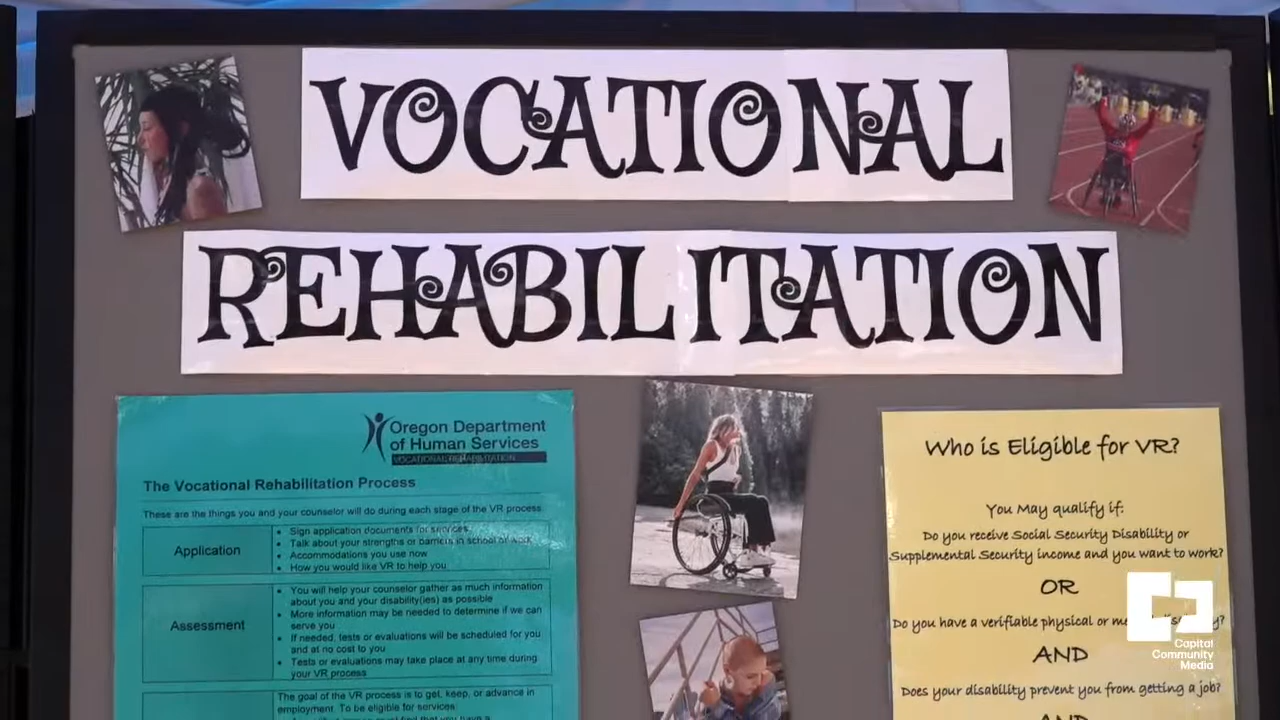 VOCATIONAL
REHABILITATION
Oregon Department
of Human Services
VOCATIONAL REHABILITATION
The Vocational Rehabilitation Process
These are the things you and your counselor will do during each stage of the VR process
Application
• Sign application documents for services
• Talk about your strengths or barriers in school or work
• Accommodations you use now
• How you would like VR to help you
Assessment
• You will help your counselor gather as much information
about you and your disability(ies) as possible
• More information may be needed to determine if we can
serve you
• If needed, tests or evaluations will be scheduled for you
and at no cost to you
• Tests or evaluations may take place at any time during
your VR process
The goal of the VR process is to get, keep, or advance in
employment. To be eligible for services:
Who is Eligible for VR?
You May qualify if:
Do you receive Social Security Disability or
Supplemental Security income and you want to work?
OR
Do you have a verifiable physical or
AND
Does your disability prevent you from getting a job?
AND
Capital
Community
Media